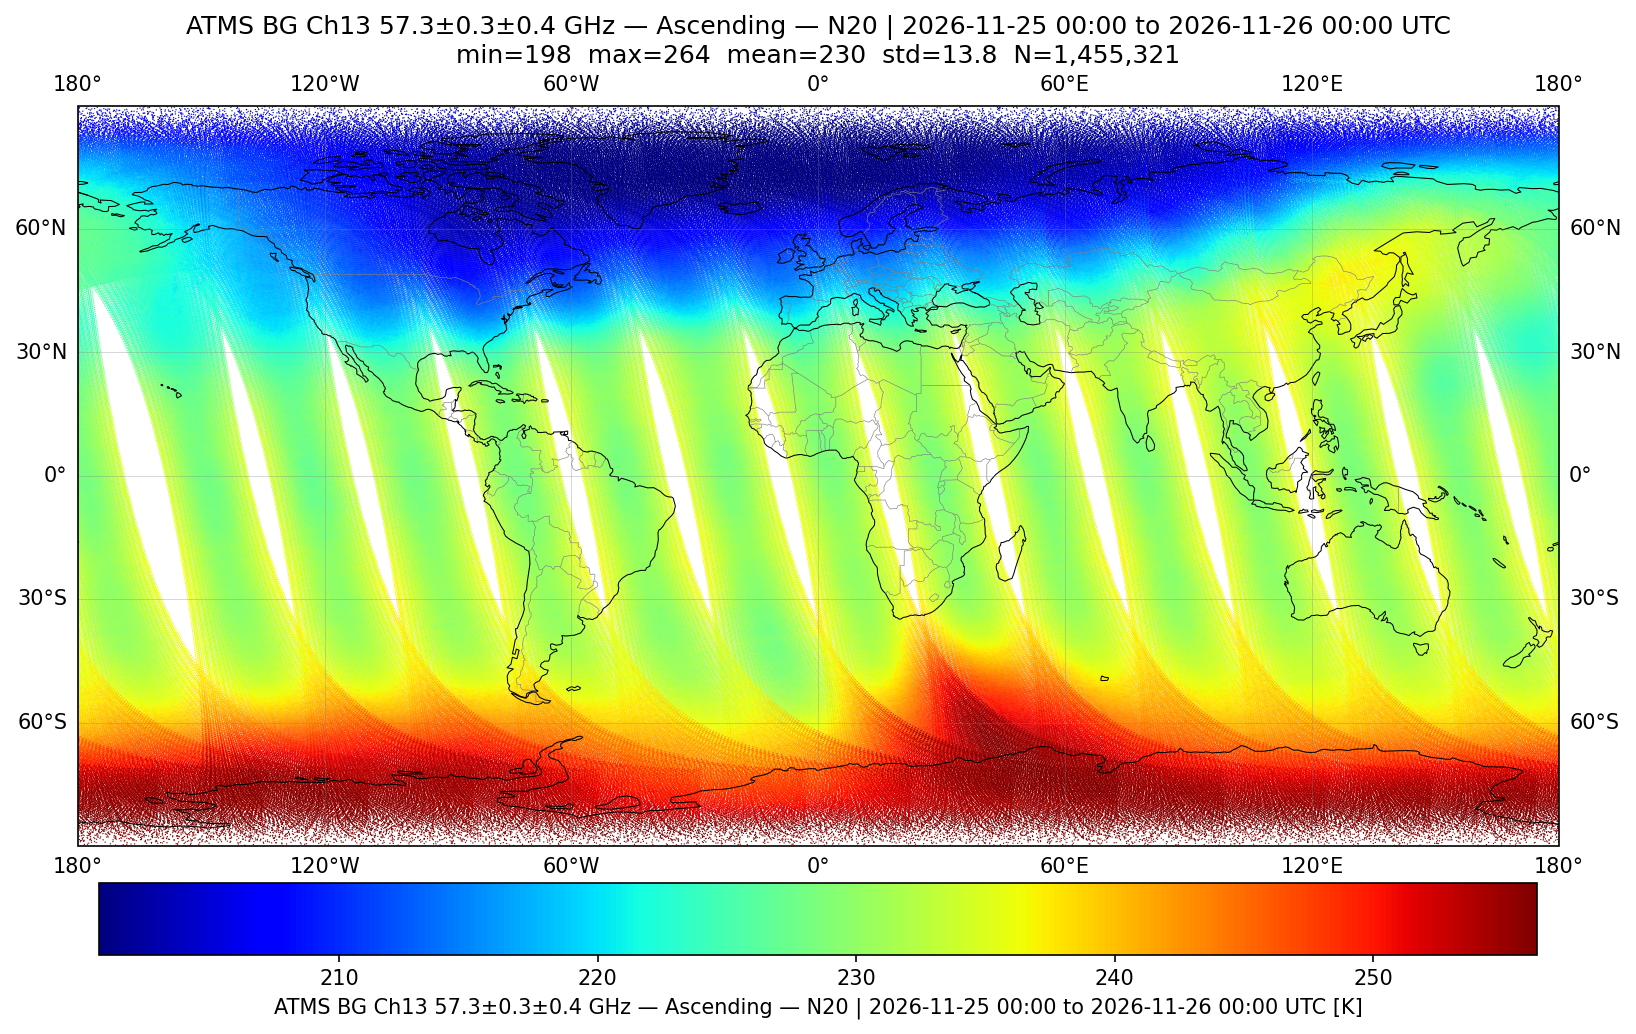 ATMS BG Ch13 57.3±0.3±0.4 GHz — Ascending — N20 | 2026-11-25 00:00 to 2026-11-26 00:00 UTC
min=198  max=264  mean=230  std=13.8  N=1,455,321
180° 120°W 60°W 0° 60°E 120°E 180°
60°N 60°N
30°N 30°N
0° 0°
30°S 30°S
60°S 60°S
180° 120°W 60°W 0° 60°E 120°E 180°
210 220 230 240 250
ATMS BG Ch13 57.3±0.3±0.4 GHz — Ascending — N20 | 2026-11-25 00:00 to 2026-11-26 00:00 UTC [K]